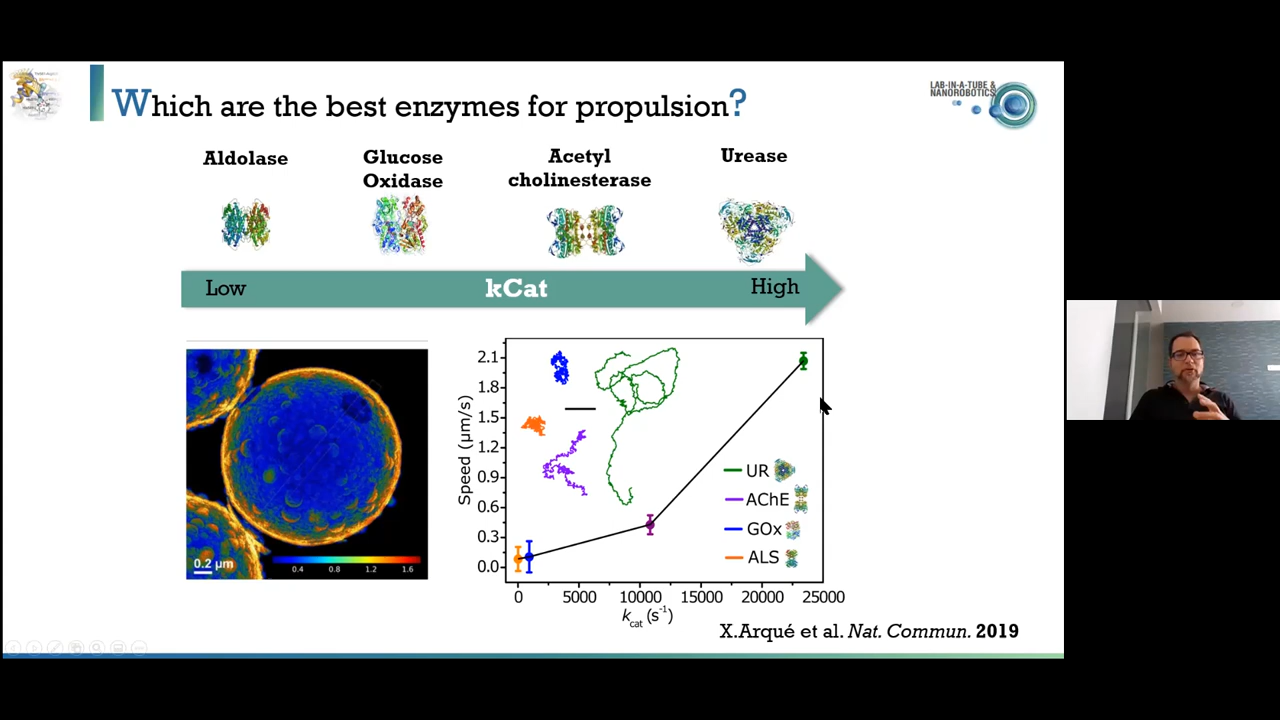 Which are the best enzymes for propulsion?
LAB-IN-A-TUBE &
NANOROBOTICS
Aldolase
Glucose
Oxidase
Acetyl
cholinesterase
Urease
Low
kCat
High
0.2 µm
0.4 0.8 1.2 1.6
Speed (µm/s)
2.1
1.8
1.5
1.2
0.9
0.6
0.3
0.0
UR
AChE
GOx
ALS
0 5000 10000 15000 20000 25000
kcat (s-1)
X.Arqué et al. Nat. Commun. 2019